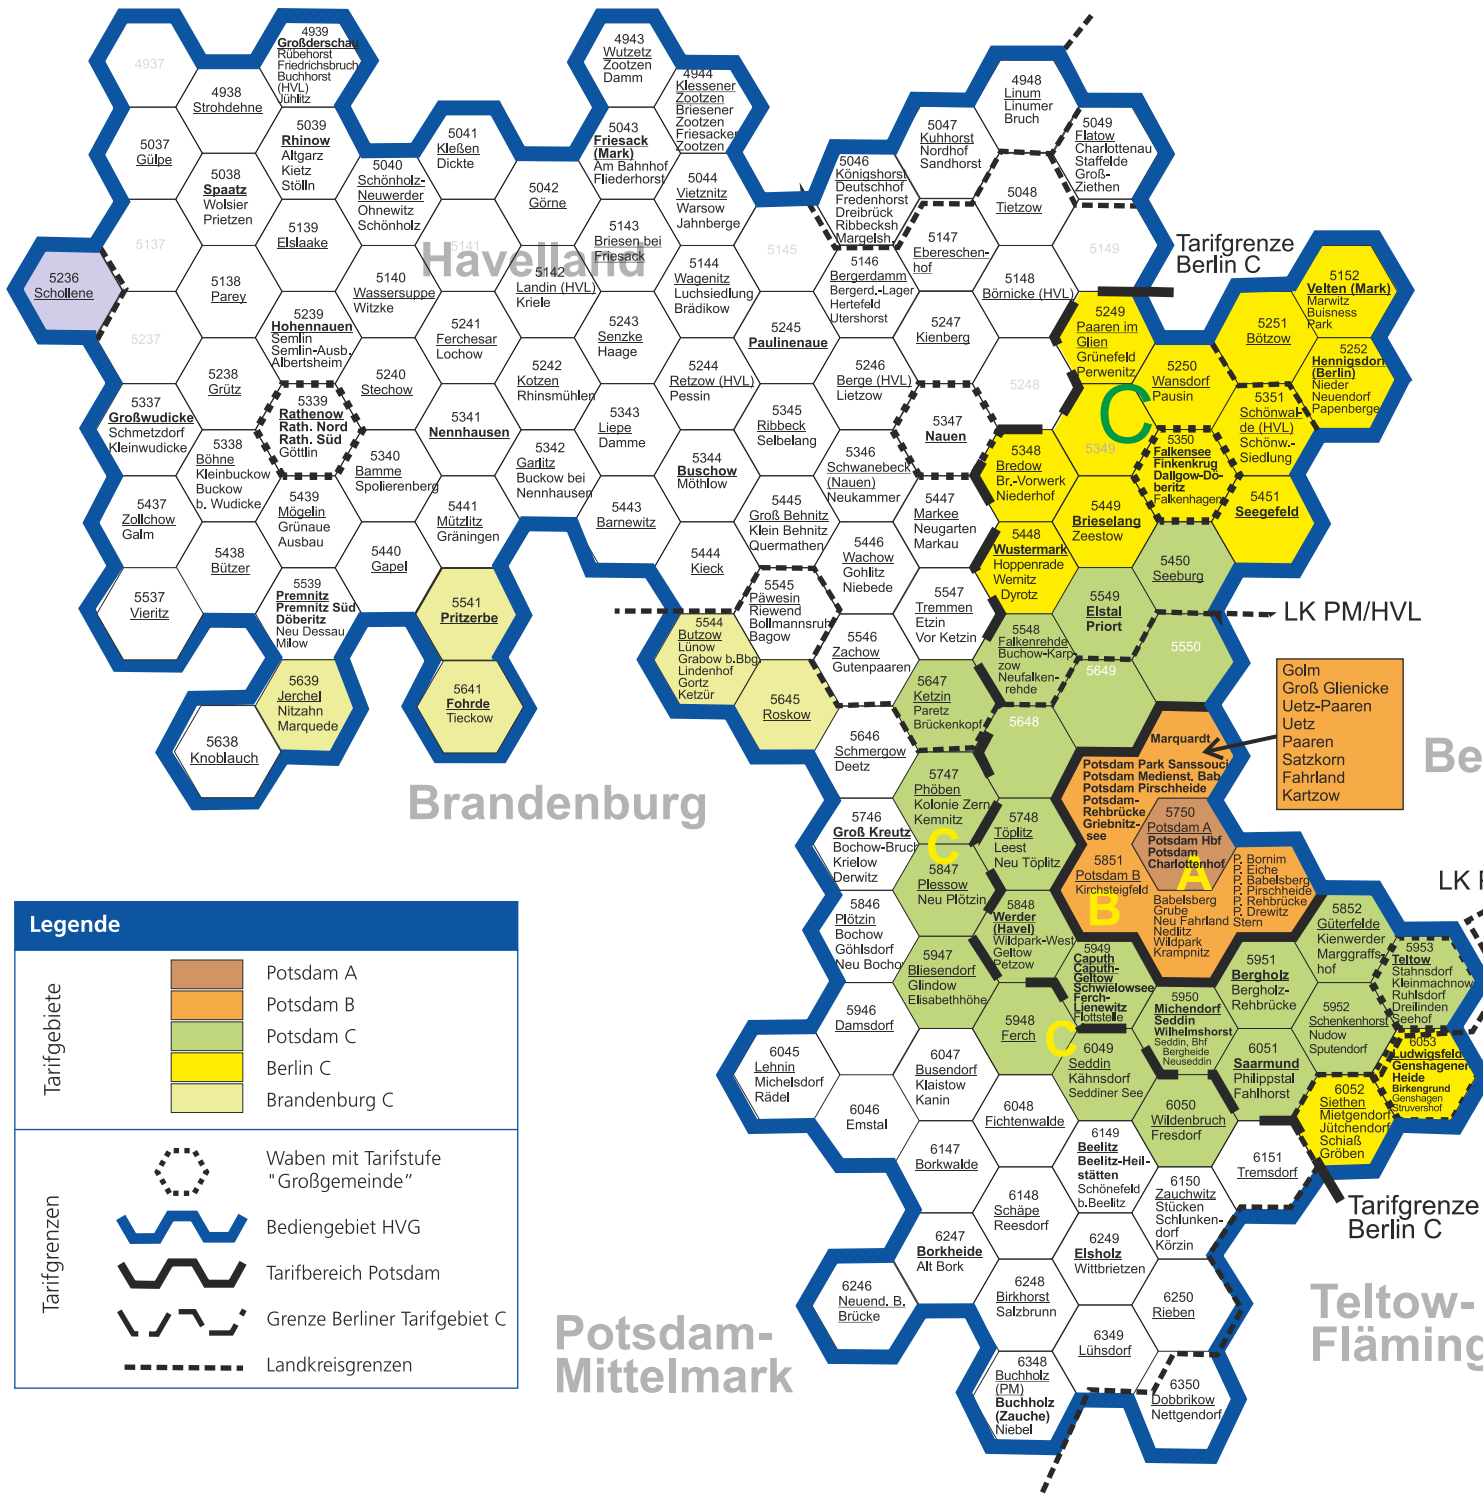 4937
4938
Strohdehne
4939
Großderschau
Rübehorst
Friedrichsbruch
Buchhorst
(HVL)
Jühlitz
4943
Wutzetz
Zootzen
Damm
4944
Klessener
Zootzen
Briesener
Zootzen
Friesacker
Zootzen
4948
Linum
Linumer
Bruch
5037
Gülpe
5038
Spaatz
Wolsier
Prietzen
5039
Rhinow
Altgarz
Kietz
Stölln
5040
Schönholz-
Neuwerder
Ohnewitz
Schönholz
5041
Kleßen
Dickte
5042
Görne
5043
Friesack
(Mark)
Am Bahnhof
Fliederhorst
5044
Vietznitz
Warsow
Jahnberge
5046
Königshorst
Deutschhof
Fredenhorst
Dreibrück
Ribbecksh
Margelsh.
5047
Kuhhorst
Nordhof
Sandhorst
5048
Tietzow
5049
Flatow
Charlottenau
Staffelde
Groß-
Ziethen
5137
5138
Parey
5139
Elslaake
5140
Wassersuppe
Witzke
5141
5142
Landin (HVL)
Kriele
5143
Briesen bei
Friesack
5144
Wagenitz
Luchsiedlung
Brädikow
5145
5146
Bergerdamm
Bergerd.-Lager
Hertefeld
Utershorst
5147
Ebereschen-
hof
5148
Börnicke (HVL)
5149
Havelland
Tarifgrenze
Berlin C
5152
Velten (Mark)
Marwitz
Buisness
Park
5236
Schollene
5237
5238
Grütz
5239
Hohennauen
Semlin
Semlin-Ausb.
Albertsheim
5240
Stechow
5241
Ferchesar
Lochow
5242
Kotzen
Rhinsmühlen
5243
Senzke
Haage
5244
Retzow (HVL)
Pessin
5245
Paulinenaue
5246
Berge (HVL)
Lietzow
5247
Kienberg
5248
5249
Paaren im
Glien
Grünefeld
Perwenitz
5250
Wansdorf
Pausin
5251
Bötzow
5252
Hennigsdorf
(Berlin)
Nieder
Neuendorf
Papenberge
C
5337
Großwudicke
Schmetzdorf
Kleinwudicke
5338
Böhne
Kleinbuckow
Buckow
b. Wudicke
5339
Rathenow
Rath. Nord
Rath. Süd
Göttlin
5340
Bamme
Spolierenberg
5341
Nennhausen
5342
Garlitz
Buckow bei
Nennhausen
5343
Liepe
Damme
5344
Buschow
Möthlow
5345
Ribbeck
Selbelang
5346
Schwanebeck
(Nauen)
Neukammer
5347
Nauen
5348
Bredow
Br.-Vorwerk
Niederhof
5349
5350
Falkensee
Finkenkrug
Dallgow-Dö-
beritz
Falkenhagen
5351
Schönwal-
de (HVL)
Schönw.-
Siedlung
5437
Zollchow
Galm
5438
Bützer
5439
Mögelin
Grünaue
Ausbau
5440
Gapel
5441
Mützlitz
Gräningen
5443
Barnewitz
5444
Kieck
5445
Groß Behnitz
Klein Behnitz
Quermathen
5446
Wachow
Gohlitz
Niebede
5447
Markee
Neugarten
Markau
5448
Wustermark
Hoppenrade
Wernitz
Dyrotz
5449
Brieselang
Zeestow
5450
Seeburg
5451
Seegefeld
5537
Vieritz
5539
Premnitz
Premnitz Süd
Döberitz
Neu Dessau
Milow
5541
Pritzerbe
5544
Butzow
Lünow
Grabow b.Bbg.
Lindenhof
Gortz
Ketzür
5545
Päwesin
Riewend
Bollmannsruh
Bagow
5546
Zachow
Gutenpaaren
5547
Tremmen
Etzin
Vor Ketzin
5548
Falkenrehde
Buchow-Karp-
zow
Neufalken-
rehde
5549
Elstal
Priort
5550
LK PM/HVL
5638
Knoblauch
5639
Jerchel
Nitzahn
Marquede
5641
Fohrde
Tieckow
5645
Roskow
5646
Schmergow
Deetz
5647
Ketzin
Paretz
Brückenkopf
5648
5649
Golm
Groß Glienicke
Uetz-Paaren
Uetz
Paaren
Satzkorn
Fahrland
Kartzow
Be
Brandenburg
Marquardt
Potsdam Park Sanssouci
Potsdam Medienst. Bab.
Potsdam Pirschheide
Potsdam-
Rehbrücke
Griebnitz-
see
5746
Groß Kreutz
Bochow-Bruch
Krielow
Derwitz
5747
Phöben
Kolonie Zern
Kemnitz
C
5748
Töplitz
Leest
Neu Töplitz
5750
Potsdam A
Potsdam Hbf
Potsdam
Charlottenhof
A
5851
Potsdam B
Kirchsteigfeld
B
Babelsberg
Grube
Neu Fahrland
Nedlitz
Wildpark
Krampnitz
P. Bornim
P. Eiche
P. Babelsberg
P. Pirschheide
P. Rehbrücke
P. Drewitz
Stern
LK P
5846
Plötzin
Bochow
Göhlsdorf
Neu Bochow
5847
Plessow
Neu Plötzin
5848
Werder
(Havel)
Wildpark-West
Geltow
Petzow
5852
Güterfelde
Kienwerder
Marggraffs-
hof
5946
Damsdorf
5947
Bliesendorf
Glindow
Elisabethhöhe
5948
Ferch
C
5949
Caputh
Caputh-
Geltow
Schwielowsee
Ferch-
Lienewitz
Flottstelle
5950
Michendorf
Seddin
Wilhelmshorst
Seddin, Bhf
Bergheide
Neuseddin
5951
Bergholz
Bergholz-
Rehbrücke
5952
Schenkenhorst
Nudow
Sputendorf
5953
Teltow
Stahnsdorf
Kleinmachnow
Ruhlsdorf
Dreilinden
Seehof
6045
Lehnin
Michelsdorf
Rädel
6046
Emstal
6047
Busendorf
Klaistow
Kanin
6048
Fichtenwalde
6049
Seddin
Kähnsdorf
Seddiner See
6050
Wildenbruch
Fresdorf
6051
Saarmund
Philippstal
Fahlhorst
6052
Siethen
Mietgendorf
Jütchendorf
Schiaß
Gröben
6053
Ludwigsfeld
Genshagener
Heide
Birkengrund
Genshagen
Struvershof
6147
Borkwalde
6148
Schäpe
Reesdorf
6149
Beelitz
Beelitz-Heil-
stätten
Schönefeld
b.Beelitz
6150
Zauchwitz
Stücken
Schlunken-
dorf
Körzin
6151
Tremsdorf
Tarifgrenze
Berlin C
6246
Neuend. B.
Brücke
6247
Borkheide
Alt Bork
6248
Birkhorst
Salzbrunn
6249
Elsholz
Wittbrietzen
6250
Rieben
6348
Buchholz
(PM)
Buchholz
(Zauche)
Niebel
6349
Lühsdorf
6350
Dobbrikow
Nettgendorf
Potsdam-
Mittelmark
Teltow-
Fläming
Legende
Tarifgebiete
Potsdam A
Potsdam B
Potsdam C
Berlin C
Brandenburg C
Tarifgrenzen
Waben mit Tarifstufe
"Großgemeinde”
Bediengebiet HVG
Tarifbereich Potsdam
Grenze Berliner Tarifgebiet C
Landkreisgrenzen